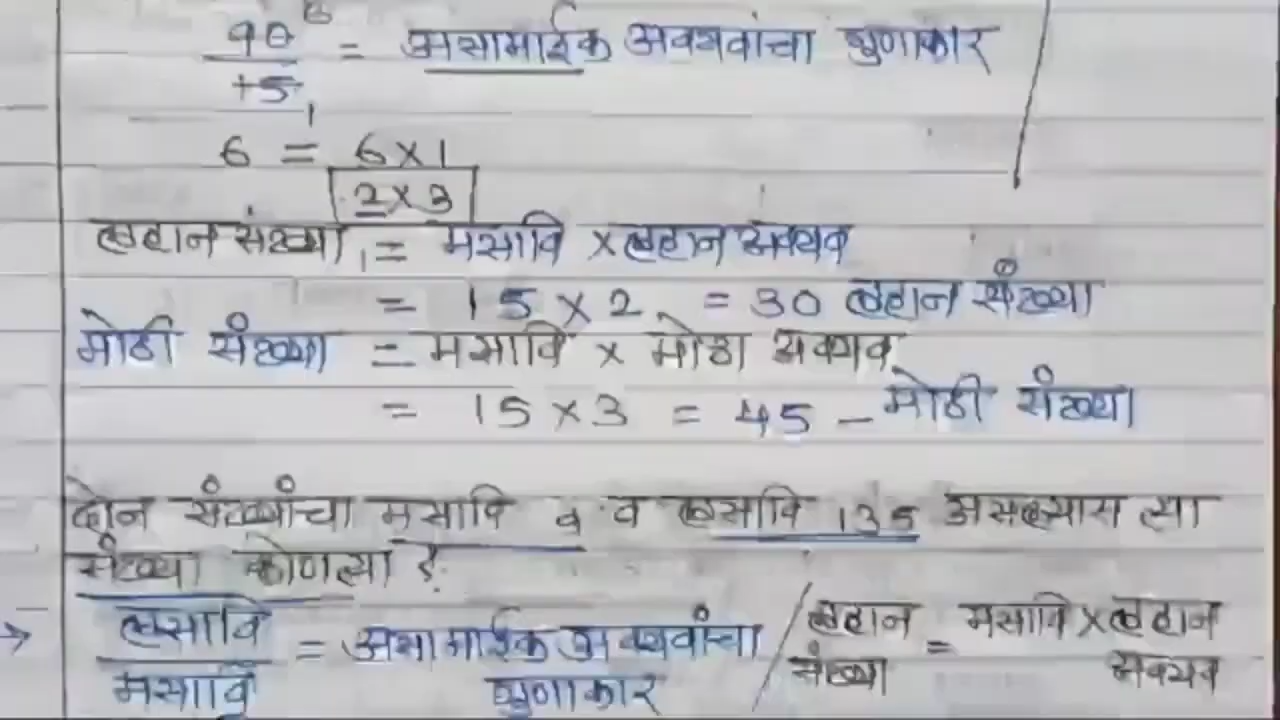 90 6 = असामाईक अवयवांचा गुणाकार
15 1
6 = 6 × 1
2 × 3
लहान संख्या = मसावि × लहान अवयव
= 15 × 2 = 30 लहान संख्या
मोठी संख्या = मसावि × मोठा अवयव
= 15 × 3 = 45 – मोठी संख्या
दोन संख्यांचा मसावि 9 व लसावि 135 असल्यास त्या
संख्या कोणत्या ?
→ लसावि = असामाईक अवयवांचा / लहान = मसावि × लहान
मसावि गुणाकार संख्या अवयव